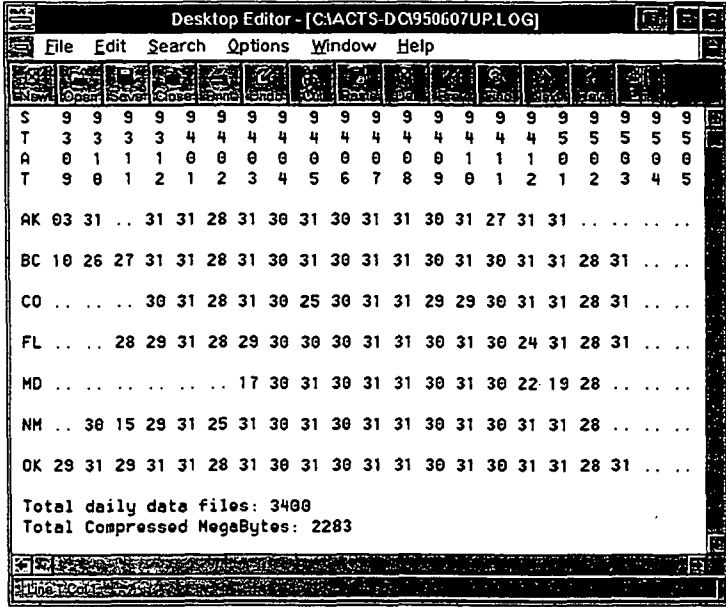 Desktop Editor - [C:\ACTS-DC\950607UP.LOG]
File Edit Search Options Window Help
New Open Save Close Undo Cut Paste
S 9 9 9 9 9 9 9 9 9 9 9 9 9 9 9 9 9 9 9 9 9
T 3 3 3 3 4 4 4 4 4 4 4 4 4 4 4 4 5 5 5 5 5
A 0 1 1 1 0 0 0 0 0 0 0 0 0 1 1 1 0 0 0 0 0
T 9 0 1 2 1 2 3 4 5 6 7 8 9 0 1 2 1 2 3 4 5
AK 03 31 .. 31 31 28 31 30 31 30 31 31 30 31 27 31 31 .. .. .. ..
BC 10 26 27 31 31 28 31 30 31 30 31 31 30 31 30 31 31 28 31 .. ..
CO .. .. .. 30 31 28 31 30 25 30 31 31 29 29 30 31 31 28 31 .. ..
FL .. .. 28 29 31 28 29 30 30 30 31 31 30 31 30 24 31 28 31 .. ..
MD .. .. .. .. .. .. 17 30 31 30 31 31 30 31 30 22 19 28 .. .. ..
NM .. 30 15 29 31 25 31 30 31 30 31 31 30 31 30 31 31 28 .. .. ..
OK 29 31 29 31 31 28 31 30 31 30 31 31 30 31 30 31 31 28 31 .. ..
Total daily data files: 3400
Total Compressed MegaBytes: 2283
Line : Col :